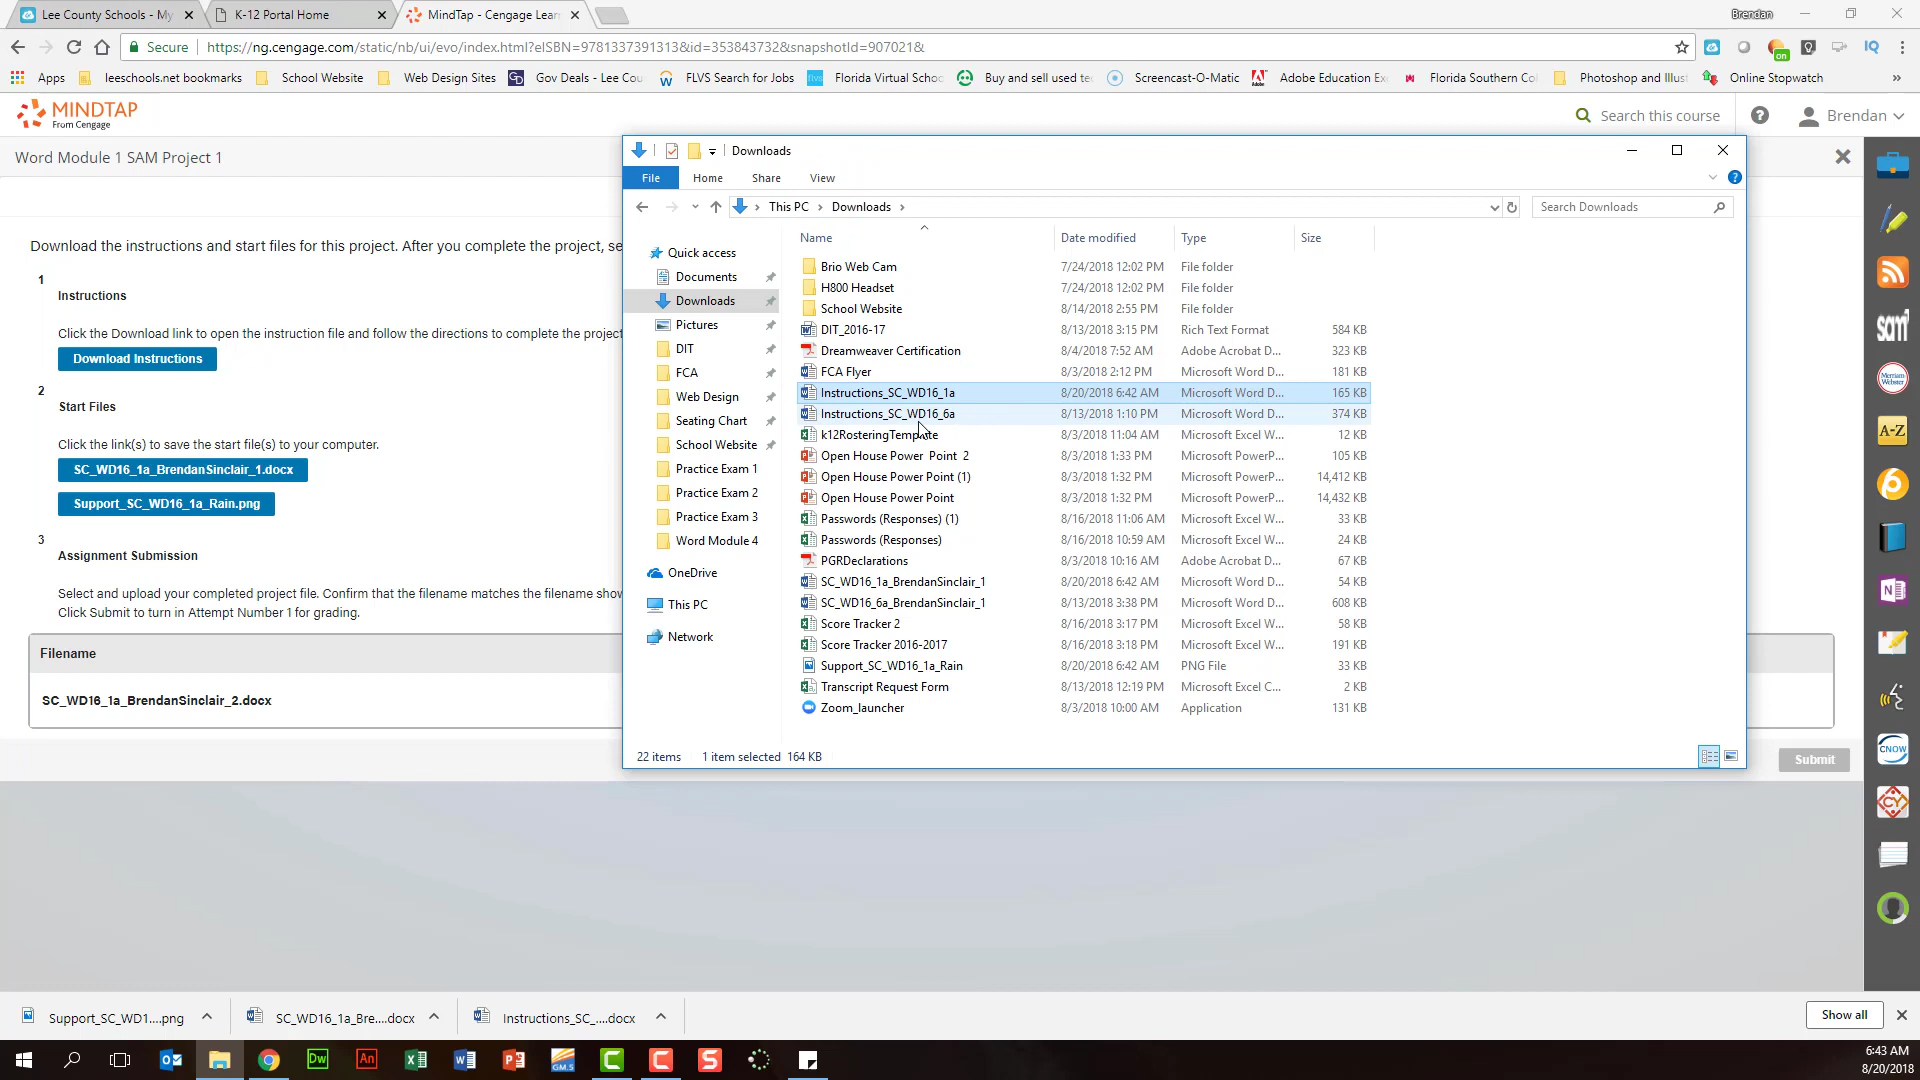 Lee County Schools - My
K-12 Portal Home
MindTap - Cengage Lear
Brendan
Secure
https://ng.cengage.com/static/nb/ui/evo/index.html?eISBN=9781337391313&id=353843732&snapshotId=907021&
Apps
leeschools.net bookmarks
School Website
Web Design Sites
Gov Deals - Lee Cou
FLVS Search for Jobs
Florida Virtual Schoo
Buy and sell used te
Screencast-O-Matic
Adobe Education Ex
Florida Southern Co
Photoshop and Illust
Online Stopwatch
MINDTAP
From Cengage
Search this course
Brendan
Word Module 1 SAM Project 1
Download the instructions and start files for this project. After you complete the project, se
1
Instructions
Click the Download link to open the instruction file and follow the directions to complete the project
Download Instructions
2
Start Files
Click the link(s) to save the start file(s) to your computer.
SC_WD16_1a_BrendanSinclair_1.docx
Support_SC_WD16_1a_Rain.png
3
Assignment Submission
Select and upload your completed project file. Confirm that the filename matches the filename show
Click Submit to turn in Attempt Number 1 for grading.
Filename
SC_WD16_1a_BrendanSinclair_2.docx
Submit
Downloads
File Home Share View
This PC > Downloads >
Search Downloads
Quick access
Documents
Downloads
Pictures
DIT
FCA
Web Design
Seating Chart
School Website
Practice Exam 1
Practice Exam 2
Practice Exam 3
Word Module 4
OneDrive
This PC
Network
Name Date modified Type Size
Brio Web Cam 7/24/2018 12:02 PM File folder
H800 Headset 7/24/2018 12:02 PM File folder
School Website 8/14/2018 2:55 PM File folder
DIT_2016-17 8/13/2018 3:15 PM Rich Text Format 584 KB
Dreamweaver Certification 8/4/2018 7:52 AM Adobe Acrobat D... 323 KB
FCA Flyer 8/3/2018 2:12 PM Microsoft Word D... 181 KB
Instructions_SC_WD16_1a 8/20/2018 6:42 AM Microsoft Word D... 165 KB
Instructions_SC_WD16_6a 8/13/2018 1:10 PM Microsoft Word D... 374 KB
k12RosteringTemplate 8/3/2018 11:04 AM Microsoft Excel W... 12 KB
Open House Power  Point  2 8/3/2018 1:33 PM Microsoft PowerP... 105 KB
Open House Power Point (1) 8/3/2018 1:32 PM Microsoft PowerP... 14,412 KB
Open House Power Point 8/3/2018 1:32 PM Microsoft PowerP... 14,432 KB
Passwords (Responses) (1) 8/16/2018 11:06 AM Microsoft Excel W... 33 KB
Passwords (Responses) 8/16/2018 10:59 AM Microsoft Excel W... 24 KB
PGRDeclarations 8/3/2018 10:16 AM Adobe Acrobat D... 67 KB
SC_WD16_1a_BrendanSinclair_1 8/20/2018 6:42 AM Microsoft Word D... 54 KB
SC_WD16_6a_BrendanSinclair_1 8/13/2018 3:38 PM Microsoft Word D... 608 KB
Score Tracker 2 8/16/2018 3:17 PM Microsoft Excel W... 58 KB
Score Tracker 2016-2017 8/16/2018 3:18 PM Microsoft Excel W... 191 KB
Support_SC_WD16_1a_Rain 8/20/2018 6:42 AM PNG File 33 KB
Transcript Request Form 8/13/2018 12:19 PM Microsoft Excel C... 2 KB
Zoom_launcher 8/3/2018 10:00 AM Application 131 KB
22 items 1 item selected 164 KB
sam
Merriam Webster
A-Z
CNOW
CY
Support_SC_WD1....png
SC_WD16_1a_Bre....docx
Instructions_SC_....docx
Show all
Dw
An
GM.S
6:43 AM
8/20/2018